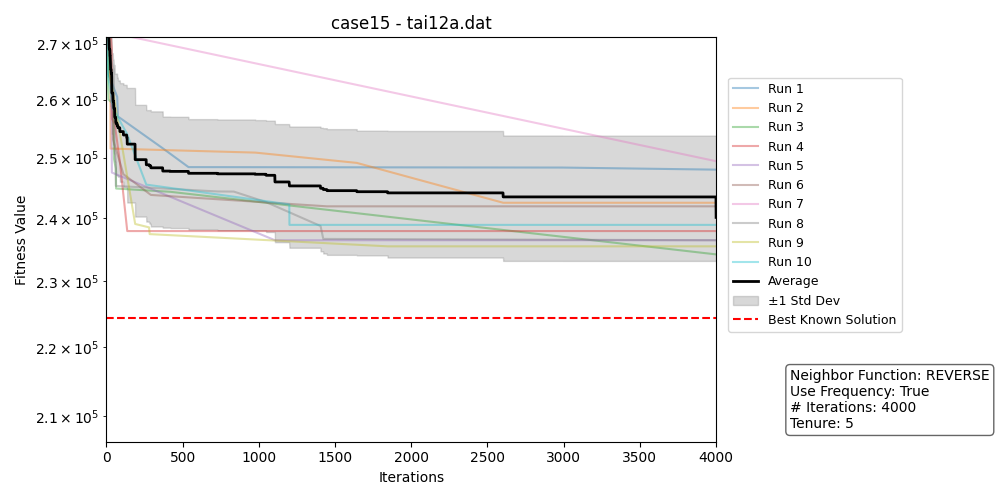 case15 - tai12a.dat
Fitness Value
2.7 × 10⁵
2.6 × 10⁵
2.5 × 10⁵
2.4 × 10⁵
2.3 × 10⁵
2.2 × 10⁵
2.1 × 10⁵
0 500 1000 1500 2000 2500 3000 3500 4000
Iterations
Run 1
Run 2
Run 3
Run 4
Run 5
Run 6
Run 7
Run 8
Run 9
Run 10
Average
±1 Std Dev
Best Known Solution
Neighbor Function: REVERSE
Use Frequency: True
# Iterations: 4000
Tenure: 5